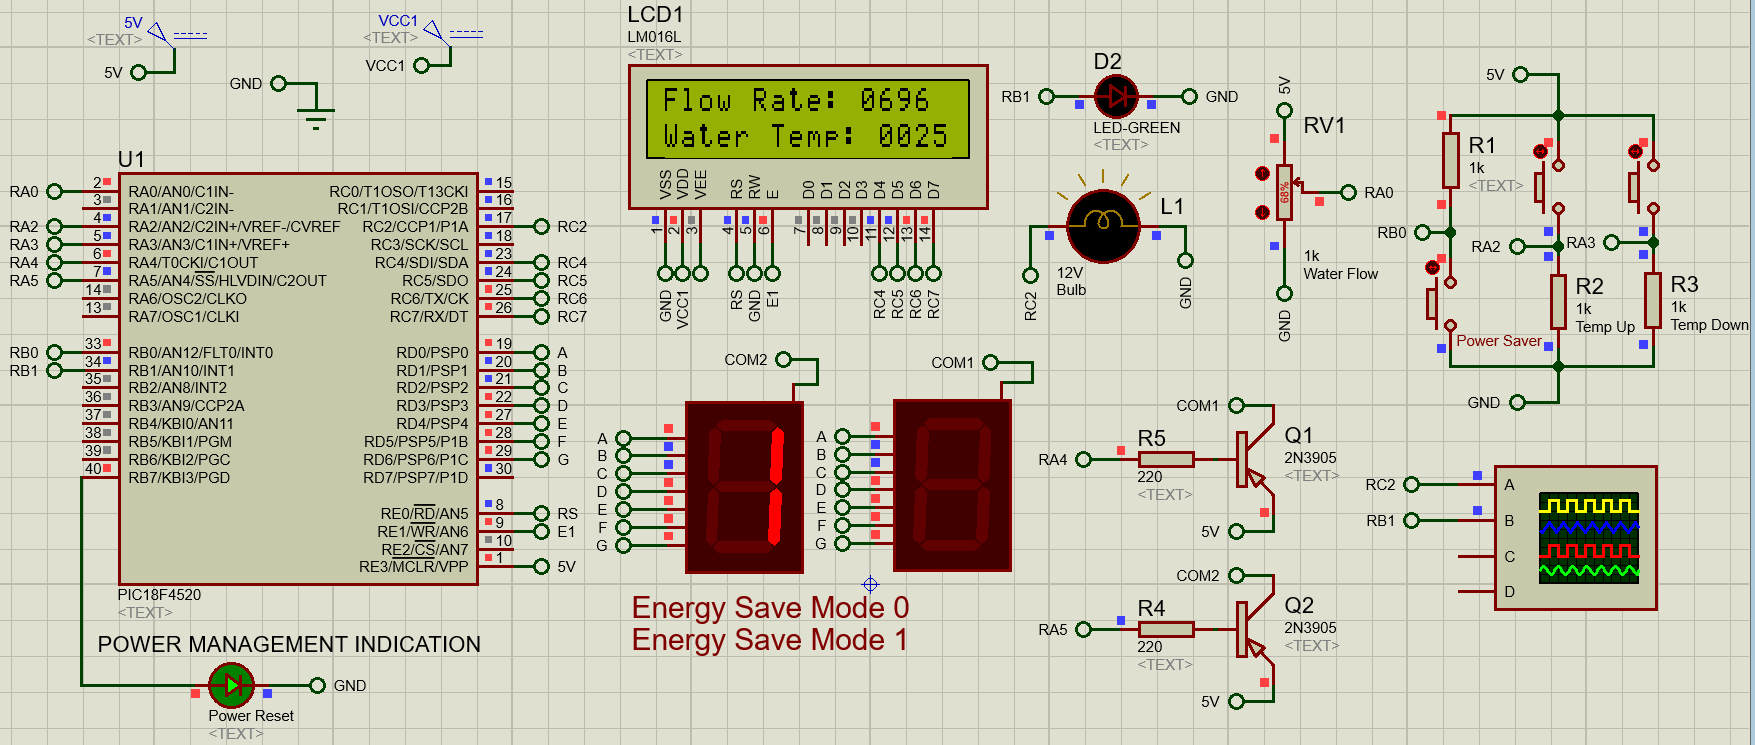 5V
<TEXT>
5V
VCC1
<TEXT>
VCC1
GND
LCD1
LM016L
<TEXT>
Flow Rate: 0696
Water Temp: 0025
VSS VDD VEE RS RW E D0 D1 D2 D3 D4 D5 D6 D7
1 2 3 4 5 6 7 8 9 10 11 12 13 14
GND VCC1 RS GND E1 RC4 RC5 RC6 RC7
D2
RB1 GND
LED-GREEN
<TEXT>
L1
12V
Bulb
RC2 GND
5V
RV1
68%
RA0
1k
Water Flow
GND
5V
R1
1k
<TEXT>
RB0
RA2
RA3
R2
1k
Temp Up
R3
1k
Temp Down
Power Saver
GND
U1
RA0 2 RA0/AN0/C1IN- RC0/T1OSO/T13CKI 15
3 RA1/AN1/C2IN- RC1/T1OSI/CCP2B 16
RA2 4 RA2/AN2/C2IN+/VREF-/CVREF RC2/CCP1/P1A 17 RC2
RA3 5 RA3/AN3/C1IN+/VREF+ RC3/SCK/SCL 18
RA4 6 RA4/T0CKI/C1OUT RC4/SDI/SDA 23 RC4
RA5 7 RA5/AN4/SS/HLVDIN/C2OUT RC5/SDO 24 RC5
14 RA6/OSC2/CLKO RC6/TX/CK 25 RC6
13 RA7/OSC1/CLKI RC7/RX/DT 26 RC7
RB0 33 RB0/AN12/FLT0/INT0 RD0/PSP0 19 A
RB1 34 RB1/AN10/INT1 RD1/PSP1 20 B
35 RB2/AN8/INT2 RD2/PSP2 21 C
36 RB3/AN9/CCP2A RD3/PSP3 22 D
37 RB4/KBI0/AN11 RD4/PSP4 27 E
38 RB5/KBI1/PGM RD5/PSP5/P1B 28 F
39 RB6/KBI2/PGC RD6/PSP6/P1C 29 G
40 RB7/KBI3/PGD RD7/PSP7/P1D 30
RE0/RD/AN5 8 RS
RE1/WR/AN6 9 E1
RE2/CS/AN7 10
RE3/MCLR/VPP 1 5V
PIC18F4520
<TEXT>
POWER MANAGEMENT INDICATION
GND
Power Reset
<TEXT>
COM2
A
B
C
D
E
F
G
1
COM1
A
B
C
D
E
F
G
Energy Save Mode 0
Energy Save Mode 1
COM1
RA4
R5
220
<TEXT>
Q1
2N3905
<TEXT>
5V
COM2
RA5
R4
220
<TEXT>
Q2
2N3905
<TEXT>
5V
RC2 A
RB1 B
C
D